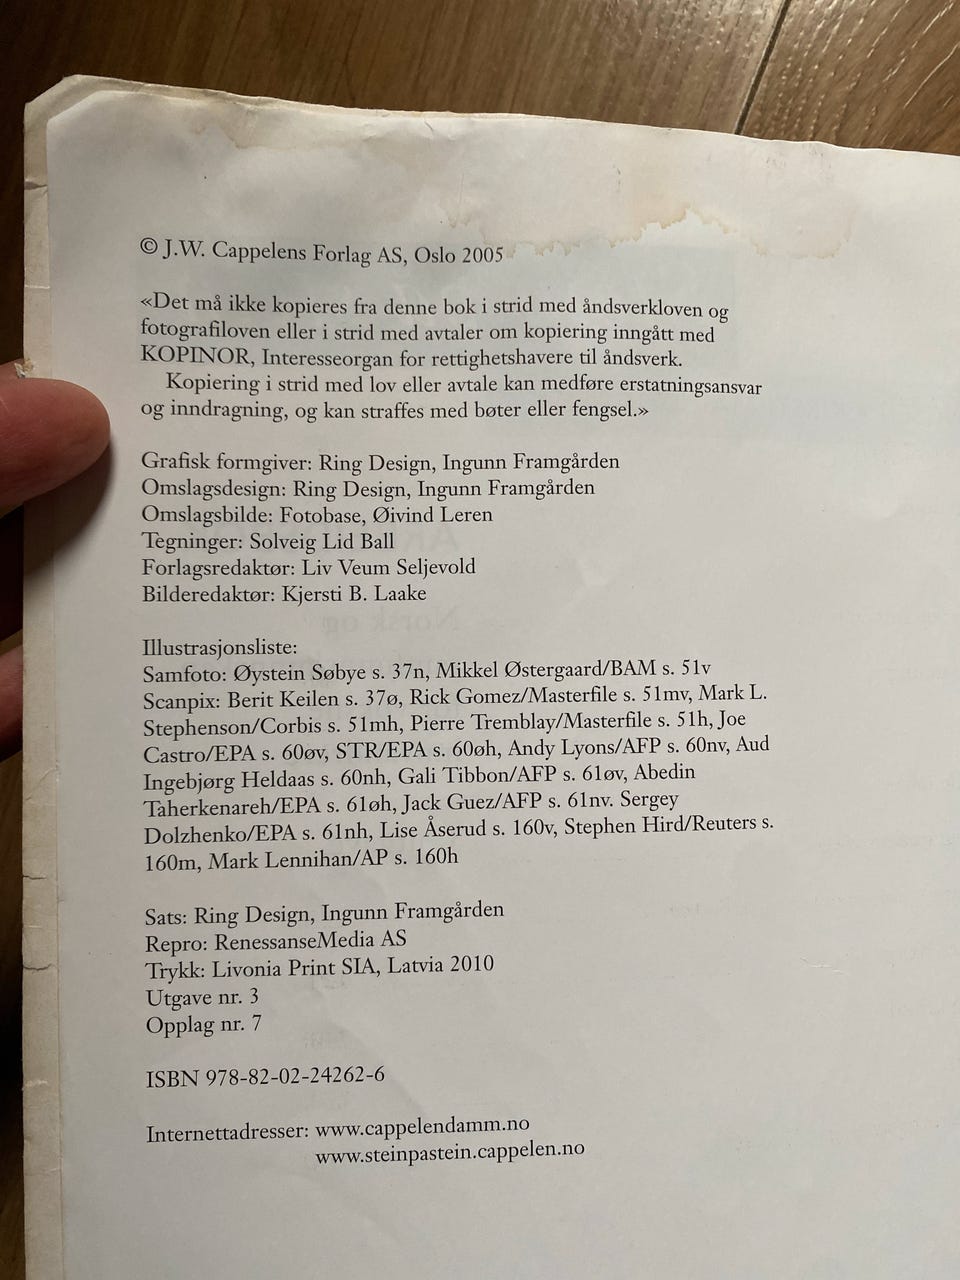 © J.W. Cappelens Forlag AS, Oslo 2005
«Det må ikke kopieres fra denne bok i strid med åndsverkloven og
fotografiloven eller i strid med avtaler om kopiering inngått med
KOPINOR, Interesseorgan for rettighetshavere til åndsverk.
Kopiering i strid med lov eller avtale kan medføre erstatningsansvar
og inndragning, og kan straffes med bøter eller fengsel.»
Grafisk formgiver: Ring Design, Ingunn Framgården
Omslagsdesign: Ring Design, Ingunn Framgården
Omslagsbilde: Fotobase, Øivind Leren
Tegninger: Solveig Lid Ball
Forlagsredaktør: Liv Veum Seljevold
Bilderedaktør: Kjersti B. Laake
Illustrasjonsliste:
Samfoto: Øystein Søbye s. 37n, Mikkel Østergaard/BAM s. 51v
Scanpix: Berit Keilen s. 37ø, Rick Gomez/Masterfile s. 51mv, Mark L.
Stephenson/Corbis s. 51mh, Pierre Tremblay/Masterfile s. 51h, Joe
Castro/EPA s. 60øv, STR/EPA s. 60øh, Andy Lyons/AFP s. 60nv, Aud
Ingebjørg Heldaas s. 60nh, Gali Tibbon/AFP s. 61øv, Abedin
Taherkenareh/EPA s. 61øh, Jack Guez/AFP s. 61nv. Sergey
Dolzhenko/EPA s. 61nh, Lise Åserud s. 160v, Stephen Hird/Reuters s.
160m, Mark Lennihan/AP s. 160h
Sats: Ring Design, Ingunn Framgården
Repro: RenessanseMedia AS
Trykk: Livonia Print SIA, Latvia 2010
Utgave nr. 3
Opplag nr. 7
ISBN 978-82-02-24262-6
Internettadresser: www.cappelendamm.no
www.steinpastein.cappelen.no